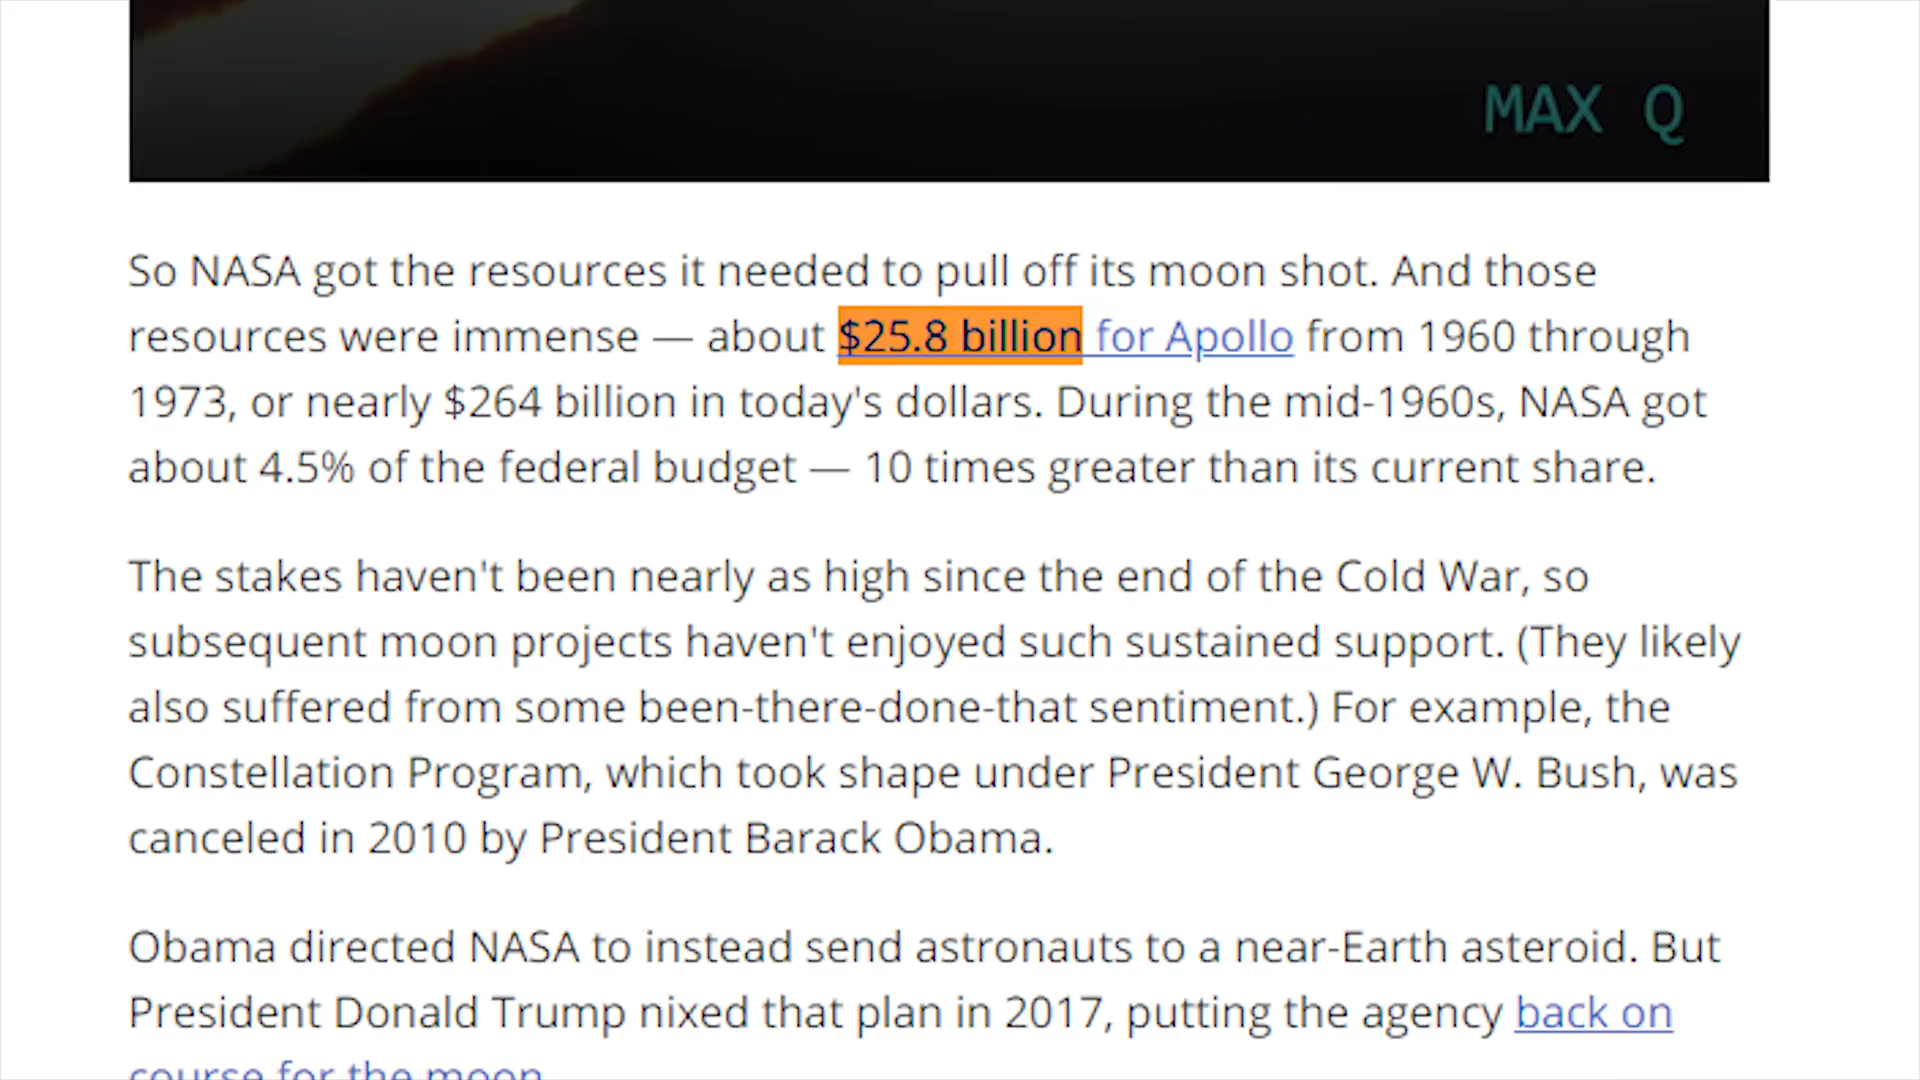 MAX Q
So NASA got the resources it needed to pull off its moon shot. And those
resources were immense — about $25.8 billion for Apollo from 1960 through
1973, or nearly $264 billion in today's dollars. During the mid-1960s, NASA got
about 4.5% of the federal budget — 10 times greater than its current share.
The stakes haven't been nearly as high since the end of the Cold War, so
subsequent moon projects haven't enjoyed such sustained support. (They likely
also suffered from some been-there-done-that sentiment.) For example, the
Constellation Program, which took shape under President George W. Bush, was
canceled in 2010 by President Barack Obama.
Obama directed NASA to instead send astronauts to a near-Earth asteroid. But
President Donald Trump nixed that plan in 2017, putting the agency back on
course for the moon.